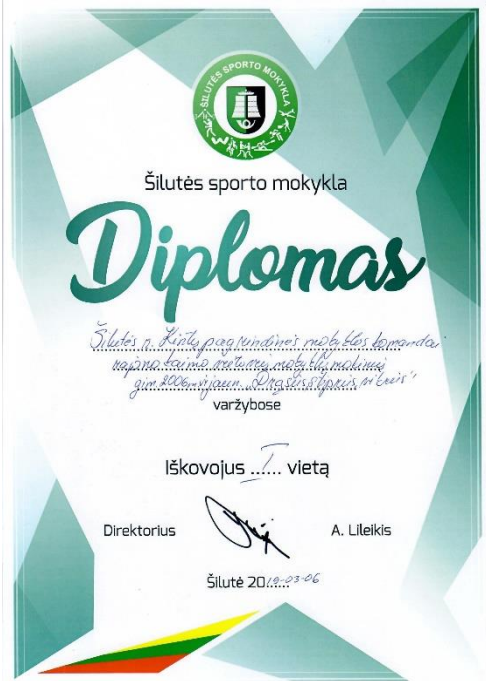 ŠILUTĖS SPORTO MOKYKLA
Šilutės sporto mokykla
Diplomas
Šilutės r. Kintų pagrindinės mokyklos komandai
rajono kaimo vietovių mokyklų mokinių
gim. 2006 m. ir jaun. „Drąsūs, stiprūs, vikrūs“
varžybose
Iškovojus ..I... vietą
Direktorius A. Lileikis
Šilutė 2019-03-06